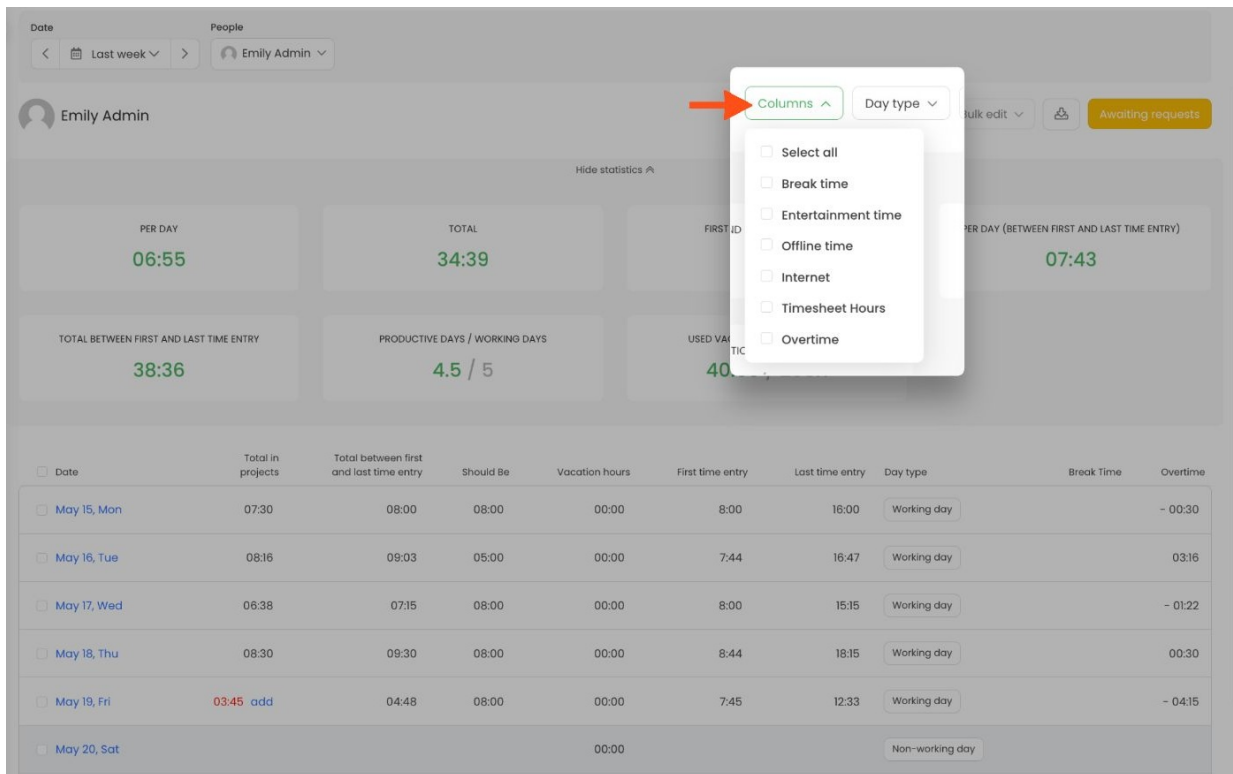 Date People
Last week Emily Admin
Emily Admin
Columns Day type ulk edit Awaiting requests
Select all
Break time
Entertainment time
Offline time
Internet
Timesheet Hours
Overtime
Hide statistics
PER DAY
06:55
TOTAL
34:39
FIRST
PER DAY (BETWEEN FIRST AND LAST TIME ENTRY)
07:43
TOTAL BETWEEN FIRST AND LAST TIME ENTRY
38:36
PRODUCTIVE DAYS / WORKING DAYS
4.5 / 5
USED VA
40
Date Total in projects Total between first and last time entry Should Be Vacation hours First time entry Last time entry Day type Break Time Overtime
May 15, Mon 07:30 08:00 08:00 00:00 8:00 16:00 Working day - 00:30
May 16, Tue 08:16 09:03 05:00 00:00 7:44 16:47 Working day 03:16
May 17, Wed 06:38 07:15 08:00 00:00 8:00 15:15 Working day - 01:22
May 18, Thu 08:30 09:30 08:00 00:00 8:44 18:15 Working day 00:30
May 19, Fri 03:45 add 04:48 08:00 00:00 7:45 12:33 Working day - 04:15
May 20, Sat 00:00 Non-working day